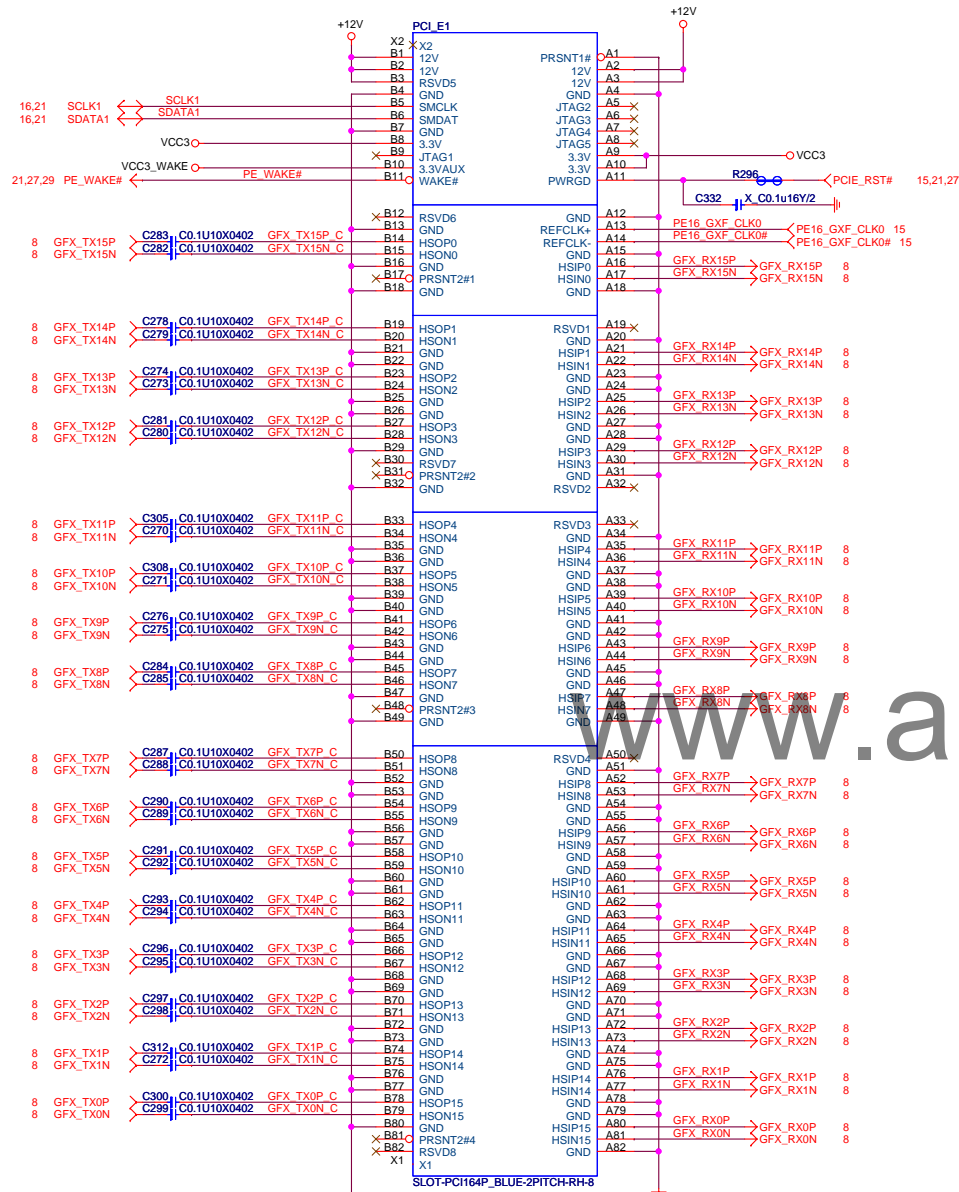 +12V PCI_E1 +12V
X2 X2
B1 12V PRSNT1# A1
B2 12V 12V A2
B3 RSVD5 12V A3
B4 GND GND A4
16,21 SCLK1 SCLK1 B5 SMCLK JTAG2 A5
16,21 SDATA1 SDATA1 B6 SMDAT JTAG3 A6
B7 GND JTAG4 A7
VCC3 B8 3.3V JTAG5 A8
B9 JTAG1 3.3V A9 VCC3
VCC3_WAKE B10 3.3VAUX 3.3V A10
21,27,29 PE_WAKE# PE_WAKE# B11 WAKE# PWRGD A11 R296 PCIE_RST# 15,21,27
C332 X_C0.1u16Y/2
B12 RSVD6 GND A12
B13 GND REFCLK+ A13 PE16_GXF_CLK0 PE16_GXF_CLK0 15
8 GFX_TX15P C283 C0.1U10X0402 GFX_TX15P_C B14 HSOP0 REFCLK- A14 PE16_GXF_CLK0# PE16_GXF_CLK0# 15
8 GFX_TX15N C282 C0.1U10X0402 GFX_TX15N_C B15 HSON0 GND A15
B16 GND HSIP0 A16 GFX_RX15P GFX_RX15P 8
B17 PRSNT2#1 HSIN0 A17 GFX_RX15N GFX_RX15N 8
B18 GND GND A18
8 GFX_TX14P C278 C0.1U10X0402 GFX_TX14P_C B19 HSOP1 RSVD1 A19
8 GFX_TX14N C279 C0.1U10X0402 GFX_TX14N_C B20 HSON1 GND A20
B21 GND HSIP1 A21 GFX_RX14P GFX_RX14P 8
B22 GND HSIN1 A22 GFX_RX14N GFX_RX14N 8
8 GFX_TX13P C274 C0.1U10X0402 GFX_TX13P_C B23 HSOP2 GND A23
8 GFX_TX13N C273 C0.1U10X0402 GFX_TX13N_C B24 HSON2 GND A24
B25 GND HSIP2 A25 GFX_RX13P GFX_RX13P 8
B26 GND HSIN2 A26 GFX_RX13N GFX_RX13N 8
8 GFX_TX12P C281 C0.1U10X0402 GFX_TX12P_C B27 HSOP3 GND A27
8 GFX_TX12N C280 C0.1U10X0402 GFX_TX12N_C B28 HSON3 GND A28
B29 GND HSIP3 A29 GFX_RX12P GFX_RX12P 8
B30 RSVD7 HSIN3 A30 GFX_RX12N GFX_RX12N 8
B31 PRSNT2#2 GND A31
B32 GND RSVD2 A32
8 GFX_TX11P C305 C0.1U10X0402 GFX_TX11P_C B33 HSOP4 RSVD3 A33
8 GFX_TX11N C270 C0.1U10X0402 GFX_TX11N_C B34 HSON4 GND A34
B35 GND HSIP4 A35 GFX_RX11P GFX_RX11P 8
B36 GND HSIN4 A36 GFX_RX11N GFX_RX11N 8
8 GFX_TX10P C308 C0.1U10X0402 GFX_TX10P_C B37 HSOP5 GND A37
8 GFX_TX10N C271 C0.1U10X0402 GFX_TX10N_C B38 HSON5 GND A38
B39 GND HSIP5 A39 GFX_RX10P GFX_RX10P 8
B40 GND HSIN5 A40 GFX_RX10N GFX_RX10N 8
8 GFX_TX9P C276 C0.1U10X0402 GFX_TX9P_C B41 HSOP6 GND A41
8 GFX_TX9N C275 C0.1U10X0402 GFX_TX9N_C B42 HSON6 GND A42
B43 GND HSIP6 A43 GFX_RX9P GFX_RX9P 8
B44 GND HSIN6 A44 GFX_RX9N GFX_RX9N 8
8 GFX_TX8P C284 C0.1U10X0402 GFX_TX8P_C B45 HSOP7 GND A45
8 GFX_TX8N C285 C0.1U10X0402 GFX_TX8N_C B46 HSON7 GND A46
B47 GND HSIP7 A47 GFX_RX8P GFX_RX8P 8
B48 PRSNT2#3 HSIN7 A48 GFX_RX8N GFX_RX8N 8
B49 GND GND A49
www.a
8 GFX_TX7P C287 C0.1U10X0402 GFX_TX7P_C B50 HSOP8 RSVD4 A50
8 GFX_TX7N C288 C0.1U10X0402 GFX_TX7N_C B51 HSON8 GND A51
B52 GND HSIP8 A52 GFX_RX7P GFX_RX7P 8
B53 GND HSIN8 A53 GFX_RX7N GFX_RX7N 8
8 GFX_TX6P C290 C0.1U10X0402 GFX_TX6P_C B54 HSOP9 GND A54
8 GFX_TX6N C289 C0.1U10X0402 GFX_TX6N_C B55 HSON9 GND A55
B56 GND HSIP9 A56 GFX_RX6P GFX_RX6P 8
B57 GND HSIN9 A57 GFX_RX6N GFX_RX6N 8
8 GFX_TX5P C291 C0.1U10X0402 GFX_TX5P_C B58 HSOP10 GND A58
8 GFX_TX5N C292 C0.1U10X0402 GFX_TX5N_C B59 HSON10 GND A59
B60 GND HSIP10 A60 GFX_RX5P GFX_RX5P 8
B61 GND HSIN10 A61 GFX_RX5N GFX_RX5N 8
8 GFX_TX4P C293 C0.1U10X0402 GFX_TX4P_C B62 HSOP11 GND A62
8 GFX_TX4N C294 C0.1U10X0402 GFX_TX4N_C B63 HSON11 GND A63
B64 GND HSIP11 A64 GFX_RX4P GFX_RX4P 8
B65 GND HSIN11 A65 GFX_RX4N GFX_RX4N 8
8 GFX_TX3P C296 C0.1U10X0402 GFX_TX3P_C B66 HSOP12 GND A66
8 GFX_TX3N C295 C0.1U10X0402 GFX_TX3N_C B67 HSON12 GND A67
B68 GND HSIP12 A68 GFX_RX3P GFX_RX3P 8
B69 GND HSIN12 A69 GFX_RX3N GFX_RX3N 8
8 GFX_TX2P C297 C0.1U10X0402 GFX_TX2P_C B70 HSOP13 GND A70
8 GFX_TX2N C298 C0.1U10X0402 GFX_TX2N_C B71 HSON13 GND A71
B72 GND HSIP13 A72 GFX_RX2P GFX_RX2P 8
B73 GND HSIN13 A73 GFX_RX2N GFX_RX2N 8
8 GFX_TX1P C312 C0.1U10X0402 GFX_TX1P_C B74 HSOP14 GND A74
8 GFX_TX1N C272 C0.1U10X0402 GFX_TX1N_C B75 HSON14 GND A75
B76 GND HSIP14 A76 GFX_RX1P GFX_RX1P 8
B77 GND HSIN14 A77 GFX_RX1N GFX_RX1N 8
8 GFX_TX0P C300 C0.1U10X0402 GFX_TX0P_C B78 HSOP15 GND A78
8 GFX_TX0N C299 C0.1U10X0402 GFX_TX0N_C B79 HSON15 GND A79
B80 GND HSIP15 A80 GFX_RX0P GFX_RX0P 8
B81 PRSNT2#4 HSIN15 A81 GFX_RX0N GFX_RX0N 8
B82 RSVD8 GND A82
X1 X1
SLOT-PCI164P_BLUE-2PITCH-RH-8